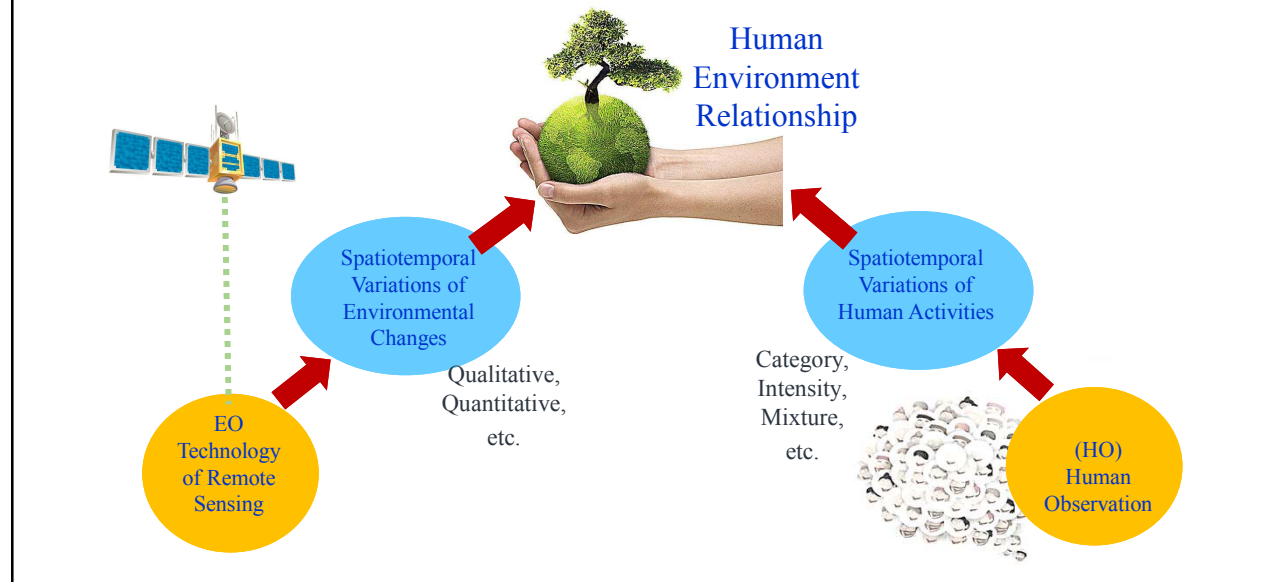 Human
Environment
Relationship
Spatiotemporal
Variations of
Environmental
Changes
Spatiotemporal
Variations of
Human Activities
Qualitative,
Quantitative,
etc.
Category,
Intensity,
Mixture,
etc.
EO
Technology
of Remote
Sensing
(HO)
Human
Observation